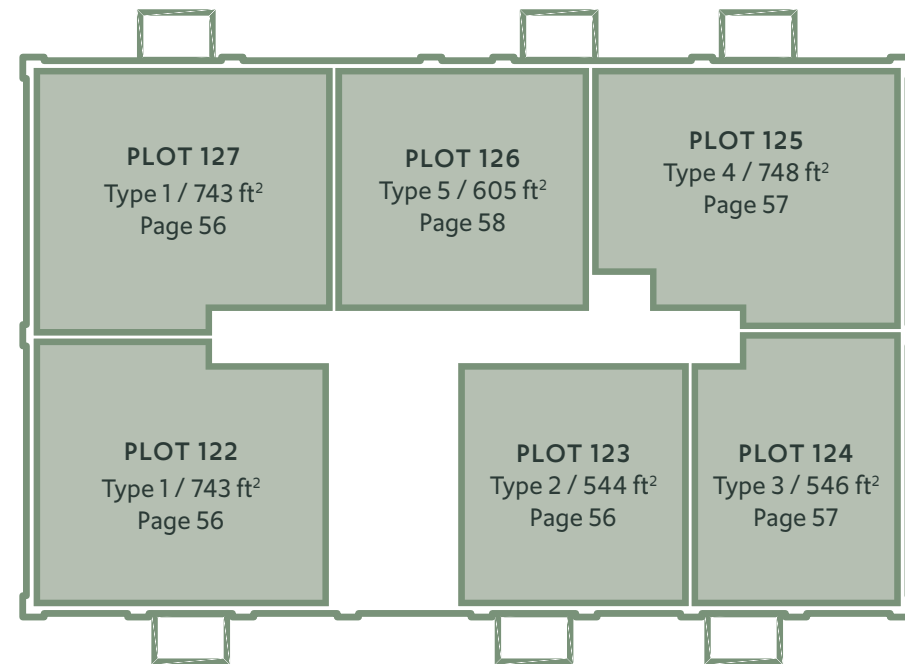 PLOT 127
Type 1 / 743 ft²
Page 56
PLOT 126
Type 5 / 605 ft²
Page 58
PLOT 125
Type 4 / 748 ft²
Page 57
PLOT 122
Type 1 / 743 ft²
Page 56
PLOT 123
Type 2 / 544 ft²
Page 56
PLOT 124
Type 3 / 546 ft²
Page 57